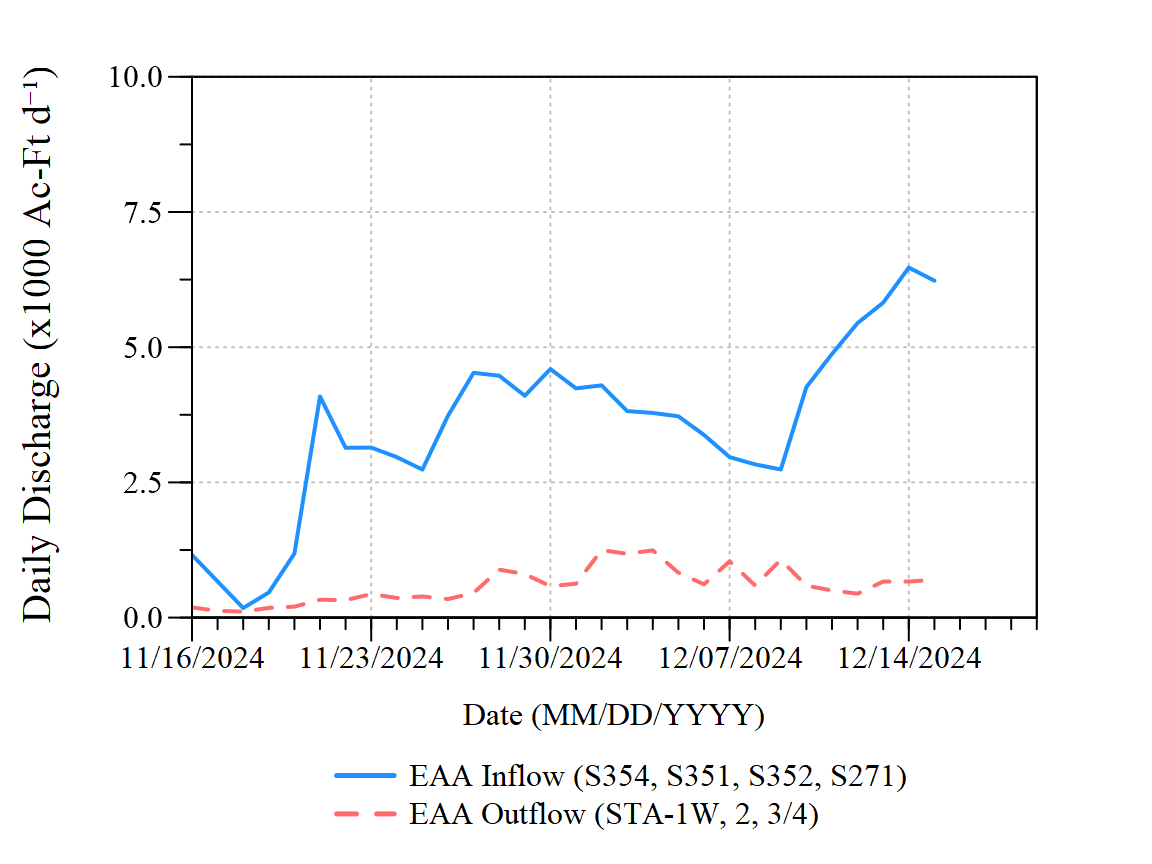 Daily Discharge (x1000 Ac-Ft d⁻¹)
10.0
7.5
5.0
2.5
0.0
11/16/2024 11/23/2024 11/30/2024 12/07/2024 12/14/2024
Date (MM/DD/YYYY)
EAA Inflow (S354, S351, S352, S271)
EAA Outflow (STA-1W, 2, 3/4)